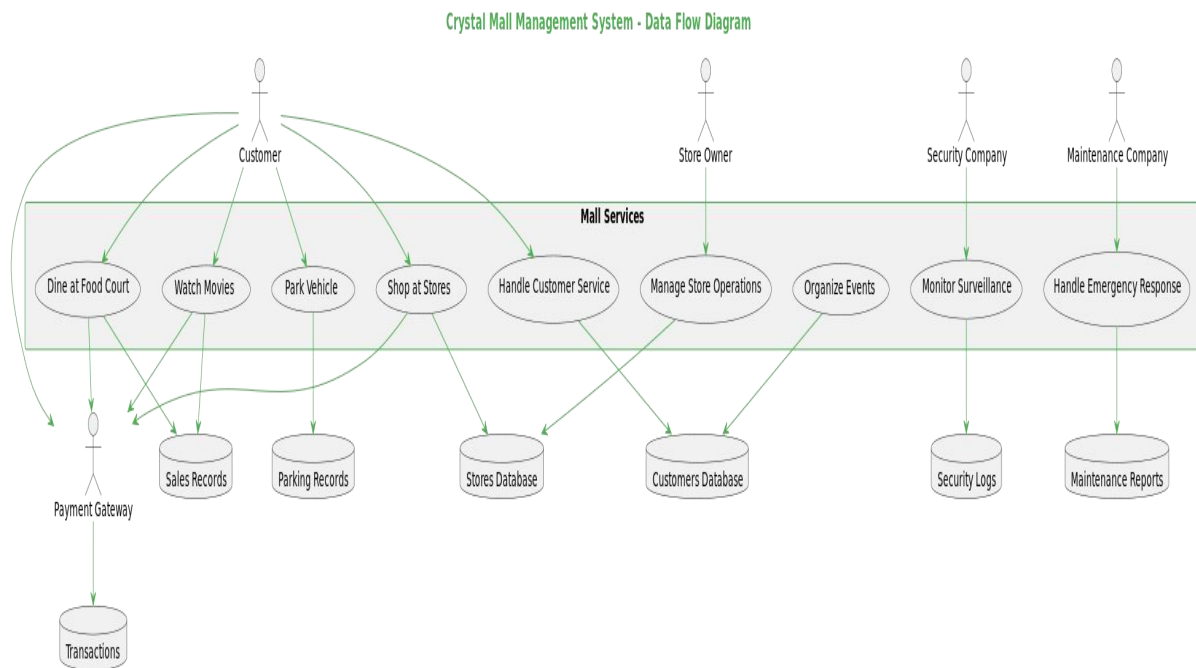 Crystal Mall Management System - Data Flow Diagram
Customer
Store Owner
Security Company
Maintenance Company
Mall Services
Dine at Food Court
Watch Movies
Park Vehicle
Shop at Stores
Handle Customer Service
Manage Store Operations
Organize Events
Monitor Surveillance
Handle Emergency Response
Sales Records
Parking Records
Stores Database
Customers Database
Security Logs
Maintenance Reports
Payment Gateway
Transactions